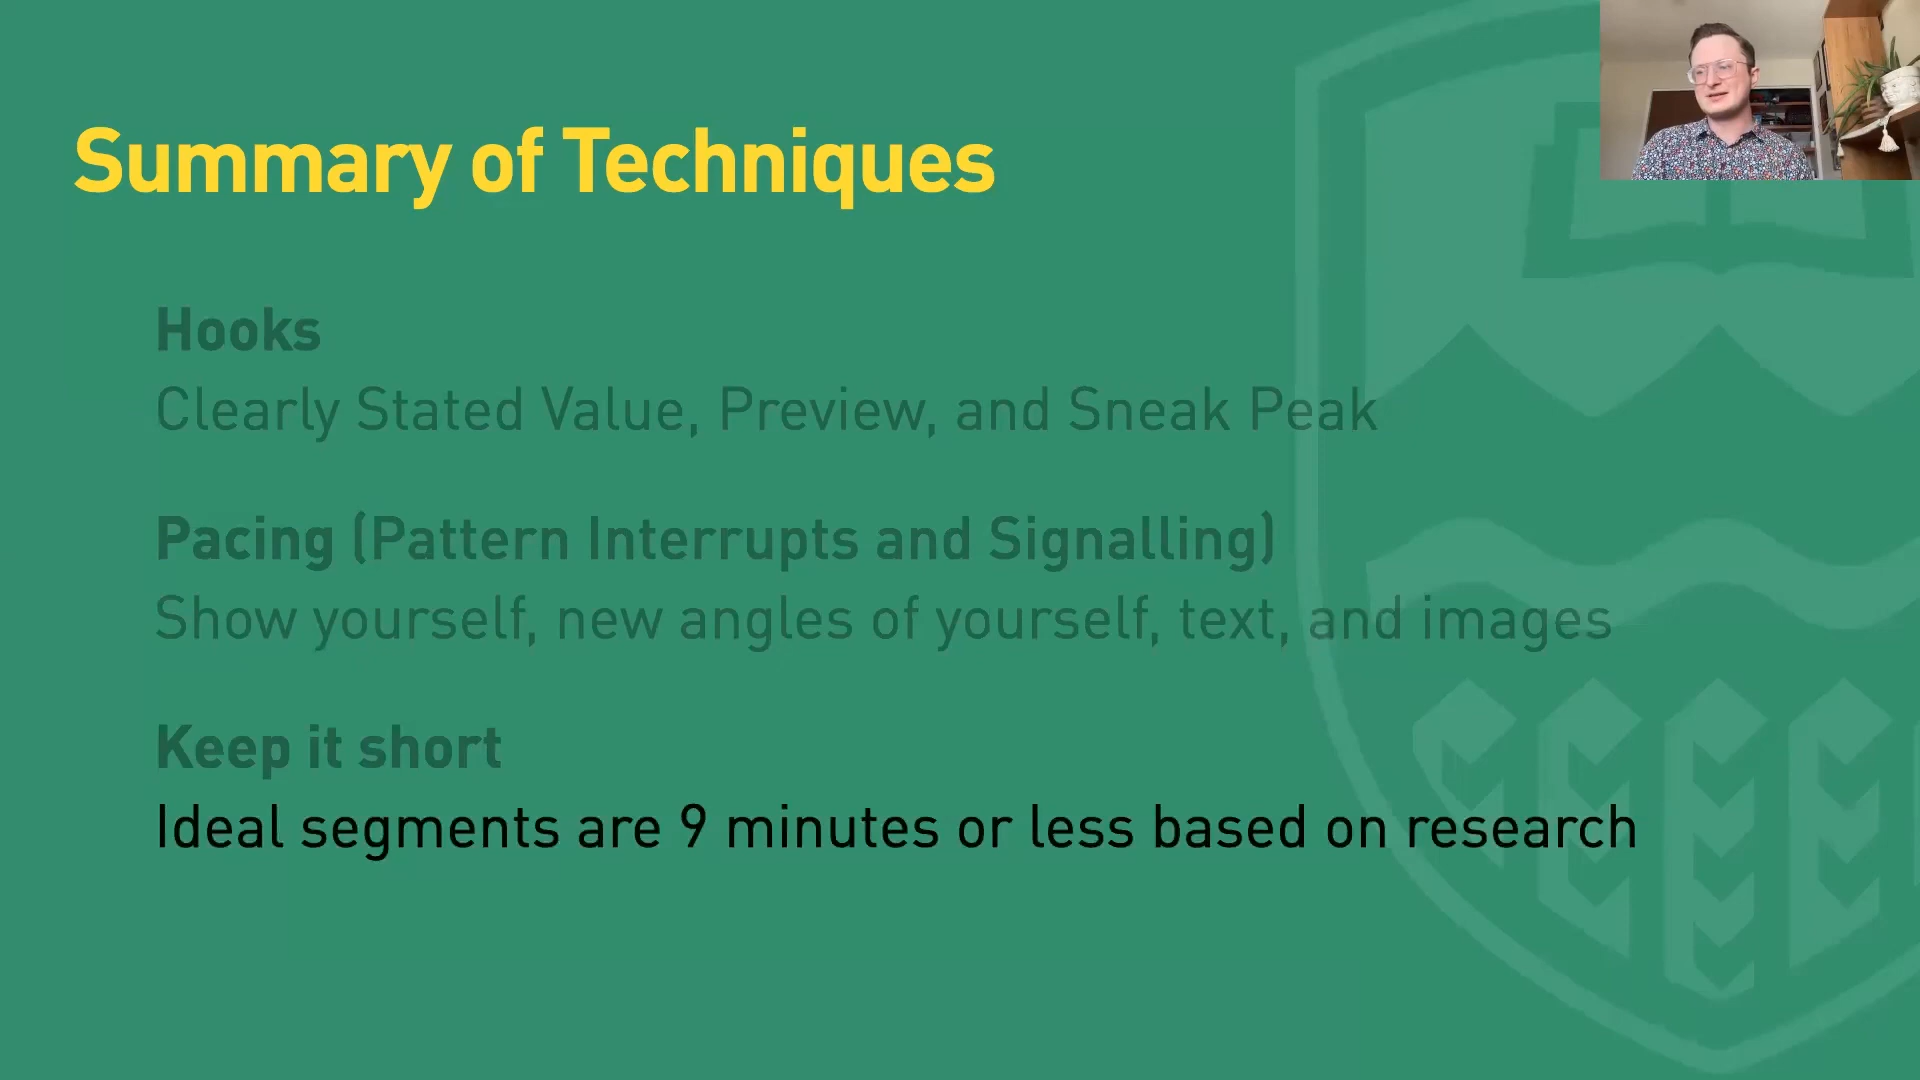 Summary of Techniques
Hooks
Clearly Stated Value, Preview, and Sneak Peak
Pacing (Pattern Interrupts and Signalling)
Show yourself, new angles of yourself, text, and images
Keep it short
Ideal segments are 9 minutes or less based on research